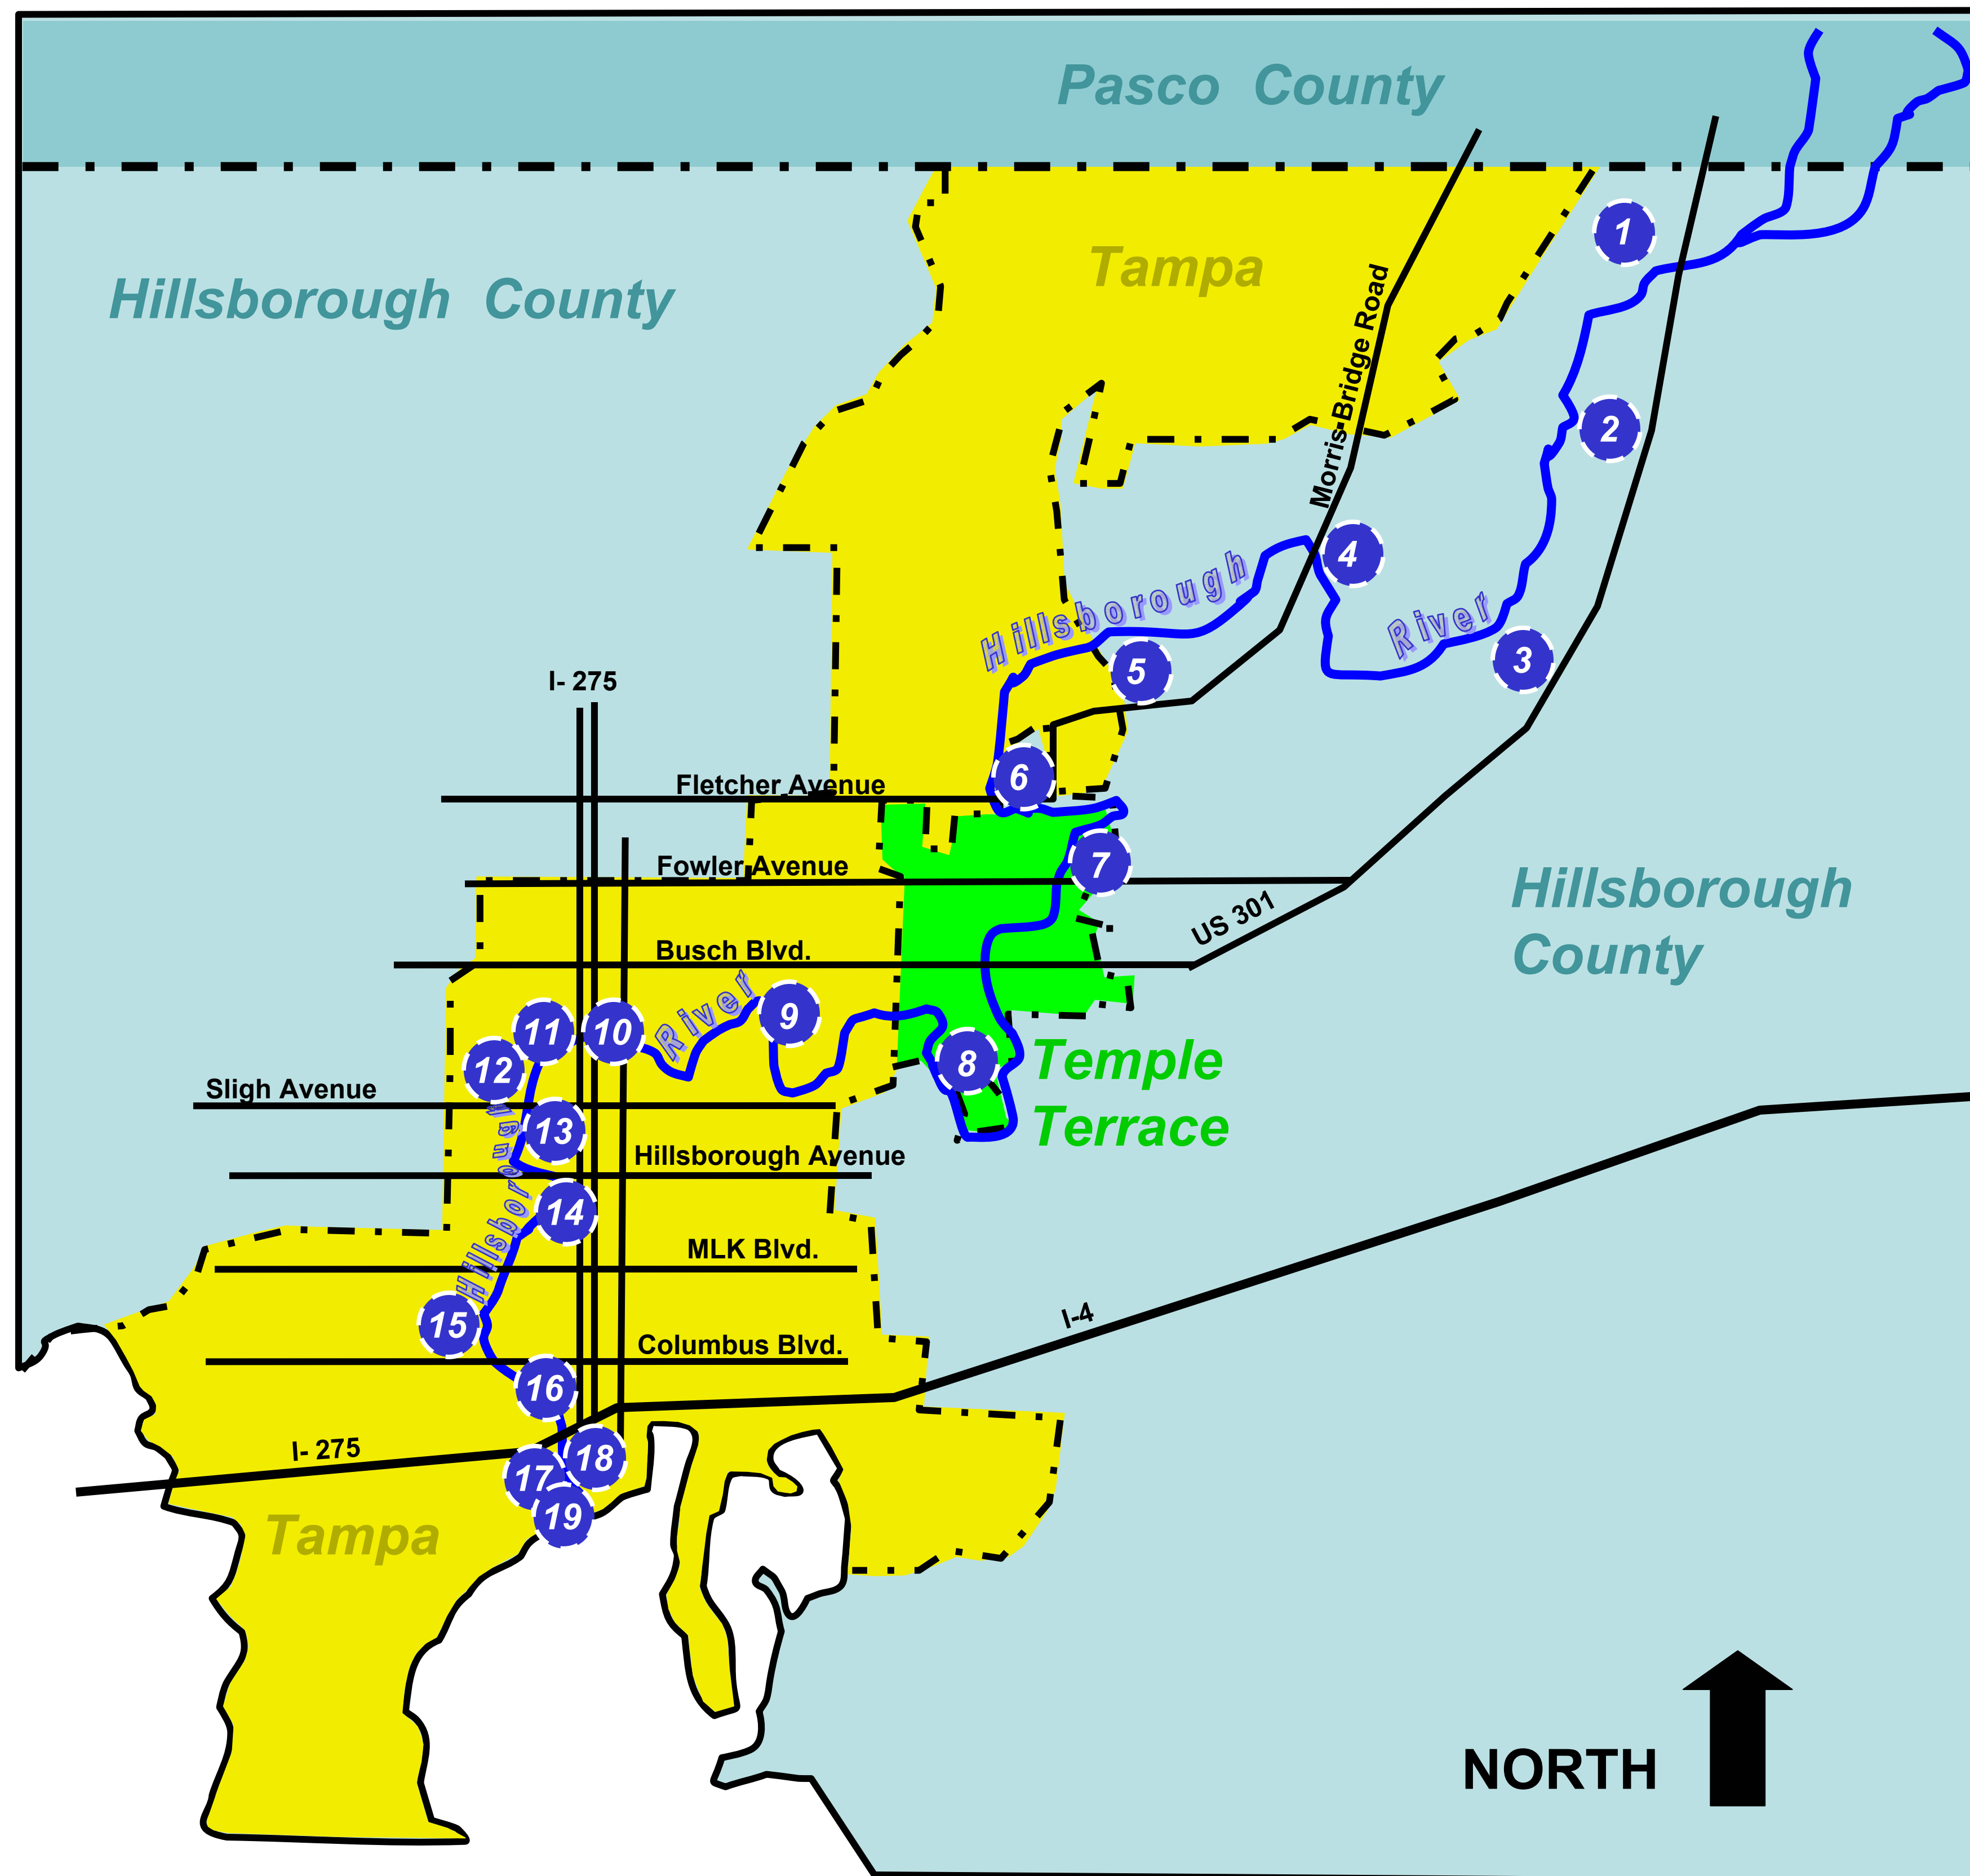 Pasco County
1
Tampa
Hillsborough County
Morris Bridge Road
2
4
Hillsborough
River
3
5
I- 275
6
Fletcher Avenue
7
Fowler Avenue
Hillsborough
County
US 301
Busch Blvd.
River
9
11
10
12
8
Temple
Terrace
Sligh Avenue
13
Hillsborough Avenue
Hillsborough
14
MLK Blvd.
15
I-4
Columbus Blvd.
16
I- 275
18
17
19
Tampa
NORTH